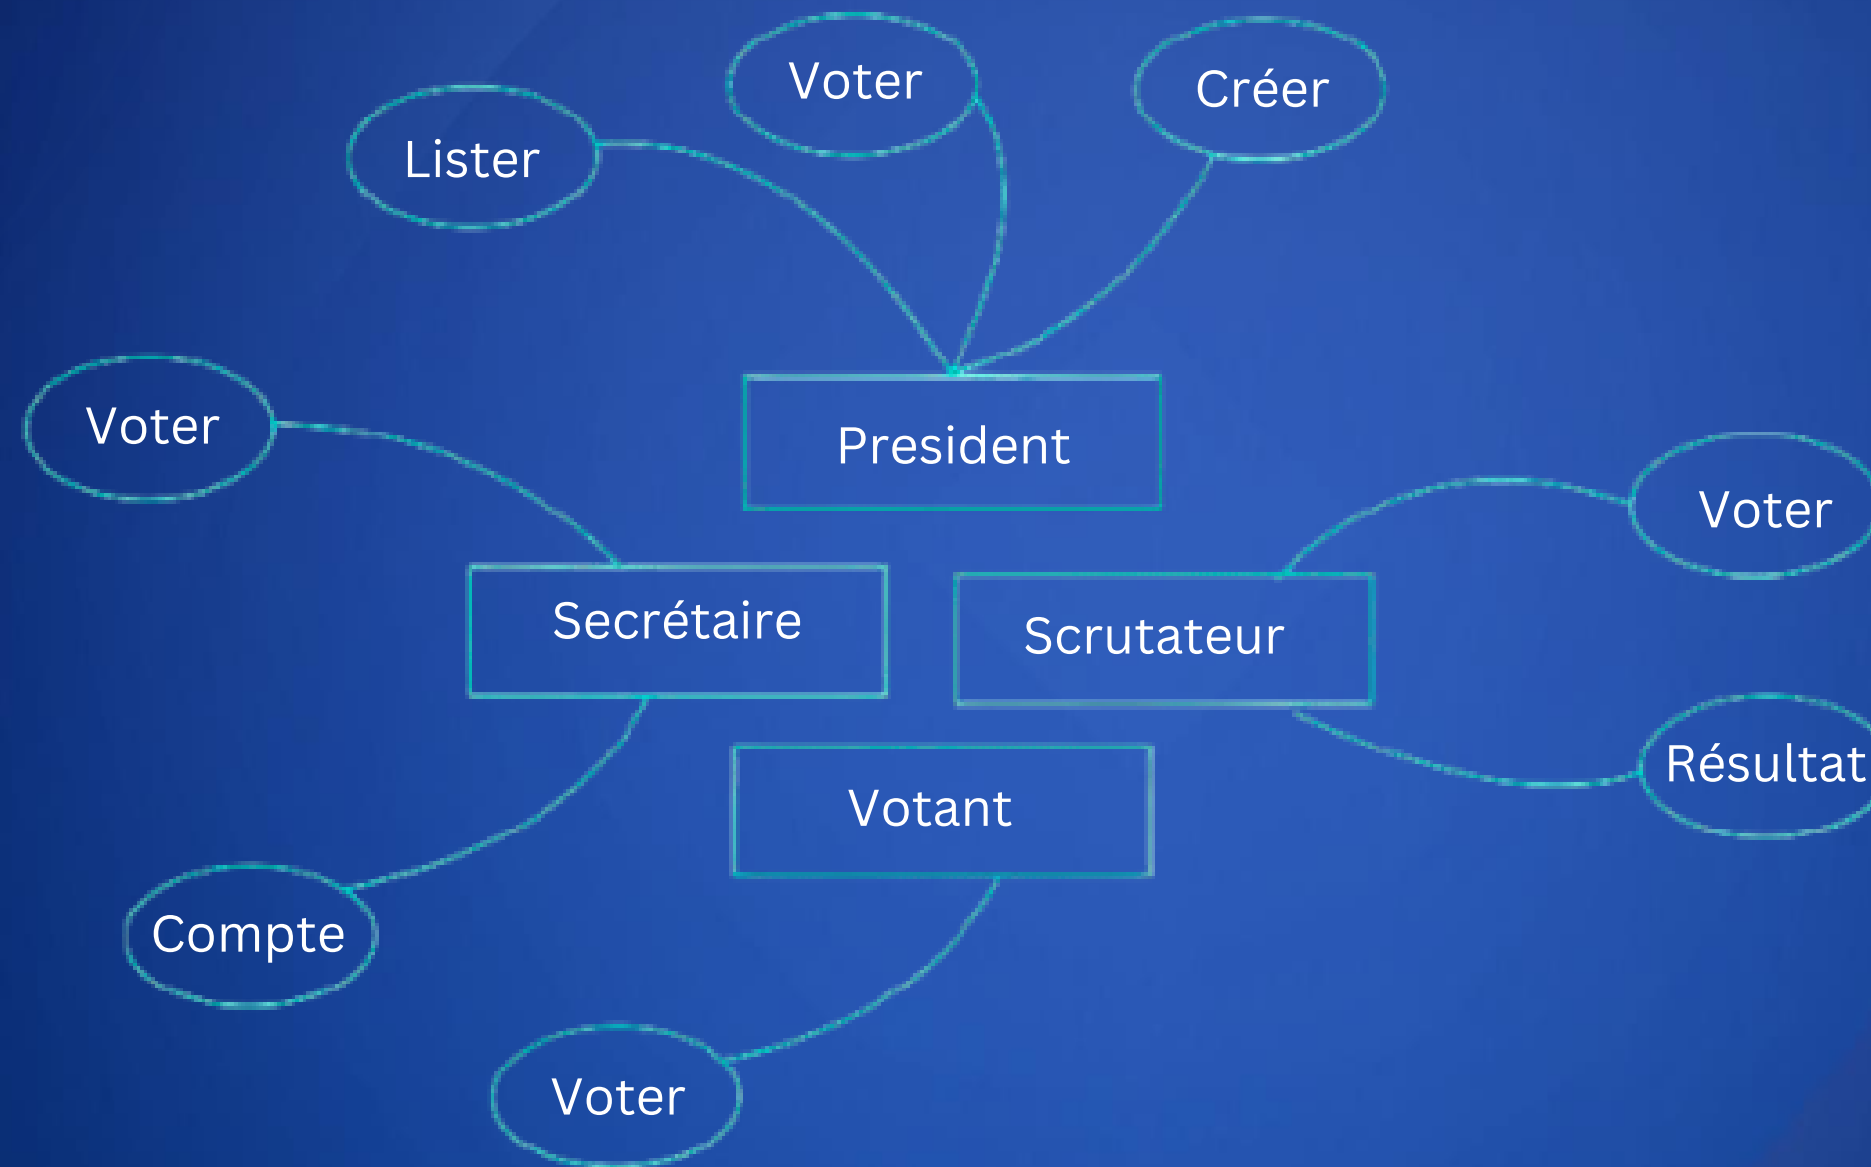 Voter
Créer
Lister
Voter
President
Voter
Secrétaire
Scrutateur
Résultat
Votant
Compte
Voter